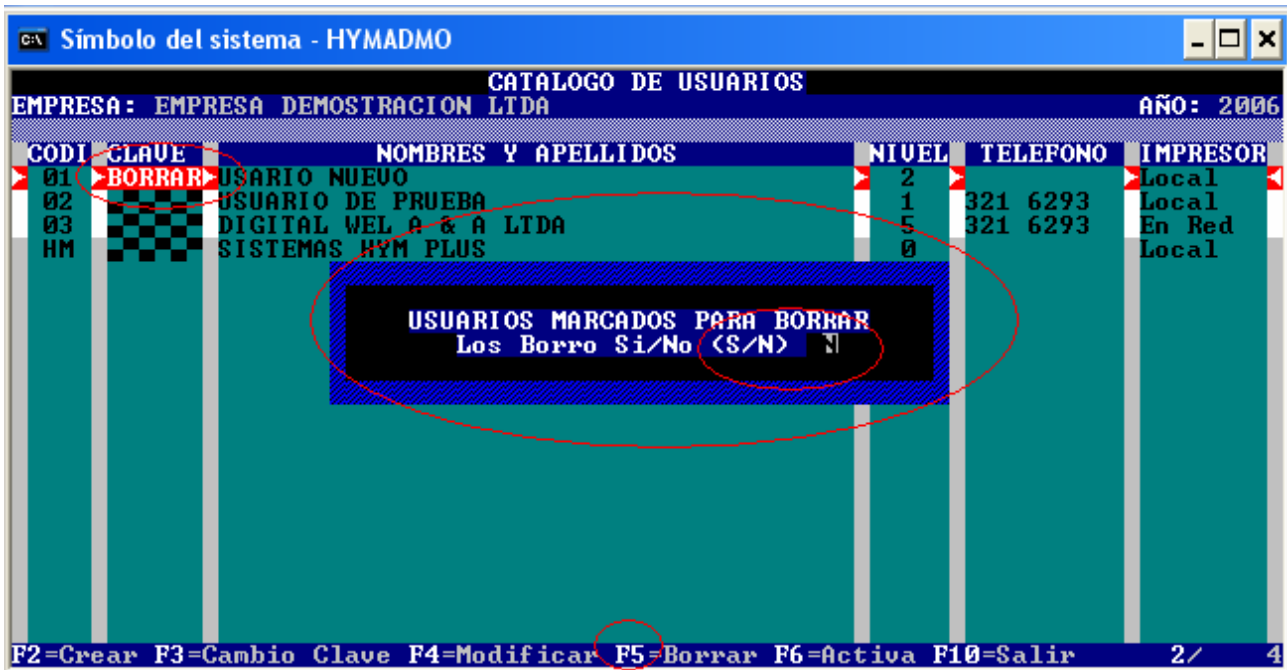 Símbolo del sistema - HYMADMO
CATALOGO DE USUARIOS
EMPRESA: EMPRESA DEMOSTRACION LTDA AÑO: 2006
CODI CLAVE NOMBRES Y APELLIDOS NIVEL TELEFONO IMPRESOR
01 BORRAR USARIO NUEVO 2 Local
02 USUARIO DE PRUEBA 1 321 6293 Local
03 DIGITAL WEL A & A LTDA 5 321 6293 En Red
HM SISTEMAS HYM PLUS 0 Local
USUARIOS MARCADOS PARA BORRAR
Los Borro Si/No (S/N) N
F2=Crear F3=Cambio Clave F4=Modificar F5=Borrar F6=Activa F10=Salir 2/ 4